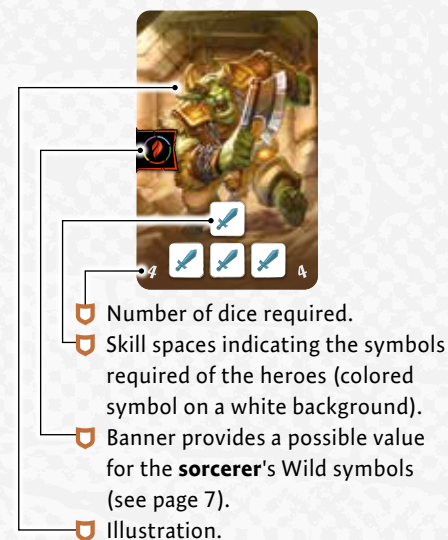 4
4
Number of dice required.
Skill spaces indicating the symbols
required of the heroes (colored
symbol on a white background).
Banner provides a possible value
for the sorcerer's Wild symbols
(see page 7).
Illustration.